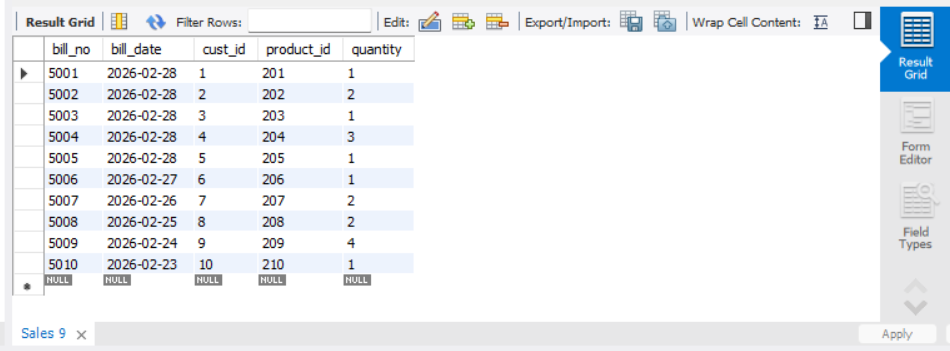 Result Grid Filter Rows: Edit: Export/Import: Wrap Cell Content: IA
bill_no bill_date cust_id product_id quantity
5001 2026-02-28 1 201 1
5002 2026-02-28 2 202 2
5003 2026-02-28 3 203 1
5004 2026-02-28 4 204 3
5005 2026-02-28 5 205 1
5006 2026-02-27 6 206 1
5007 2026-02-26 7 207 2
5008 2026-02-25 8 208 2
5009 2026-02-24 9 209 4
5010 2026-02-23 10 210 1
NULL NULL NULL NULL NULL
Result
Grid
Form
Editor
Field
Types
Sales 9
Apply